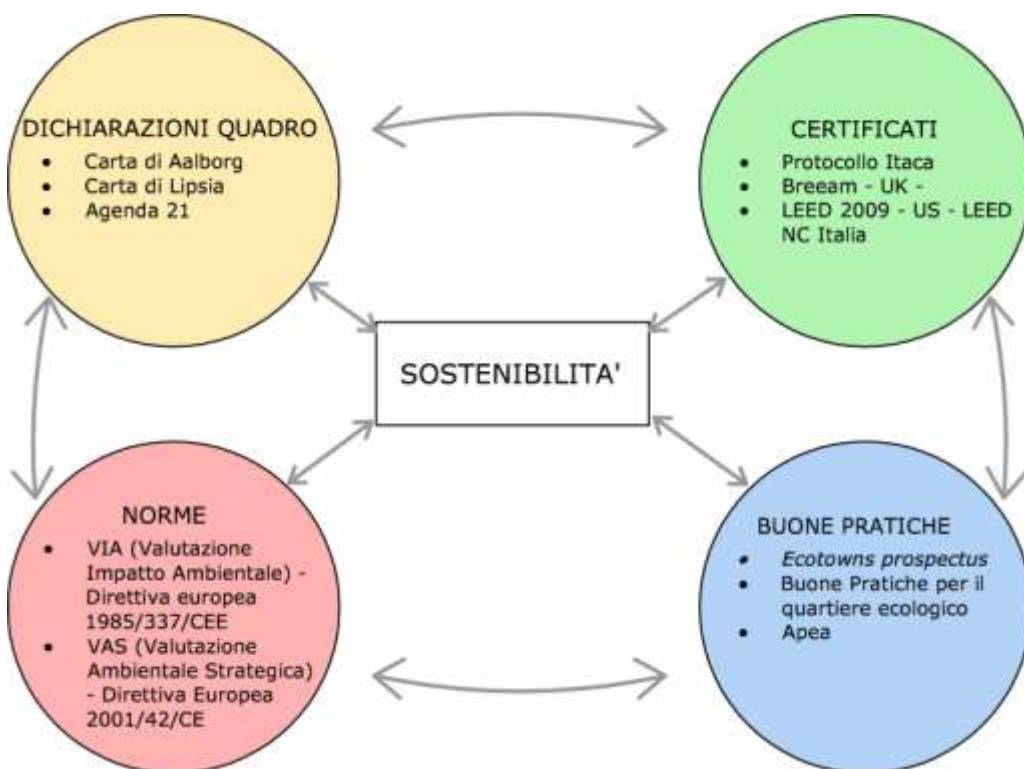 DICHIARAZIONI QUADRO
• Carta di Aalborg
• Carta di Lipsia
• Agenda 21
CERTIFICATI
• Protocollo Itaca
• Breeam - UK -
• LEED 2009 - US - LEED
NC Italia
SOSTENIBILITA'
NORME
• VIA (Valutazione
Impatto Ambientale) -
Direttiva europea
1985/337/CEE
• VAS (Valutazione
Ambientale Strategica)
- Direttiva Europea
2001/42/CE
BUONE PRATICHE
• Ecotowns prospectus
• Buone Pratiche per il
quartiere ecologico
• Apea